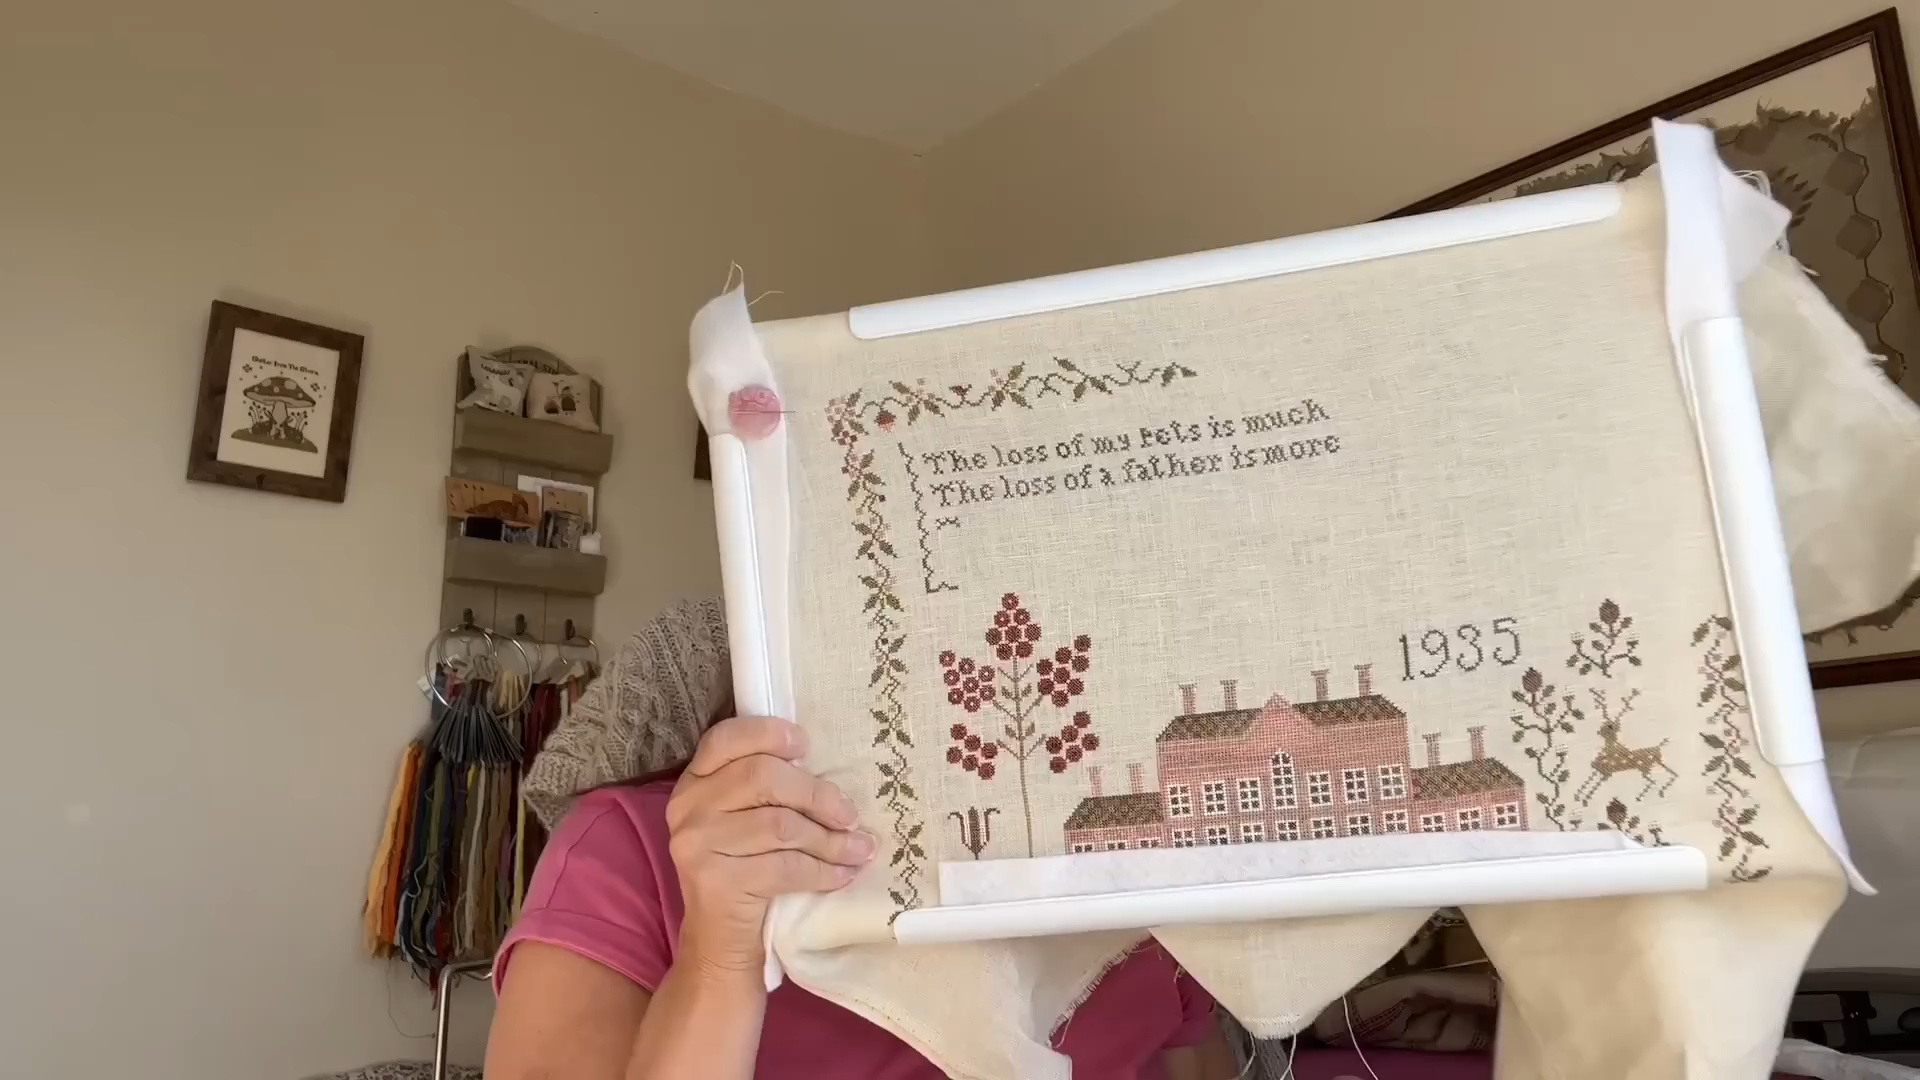 The loss of my Pets is much
The loss of a father is more
1935